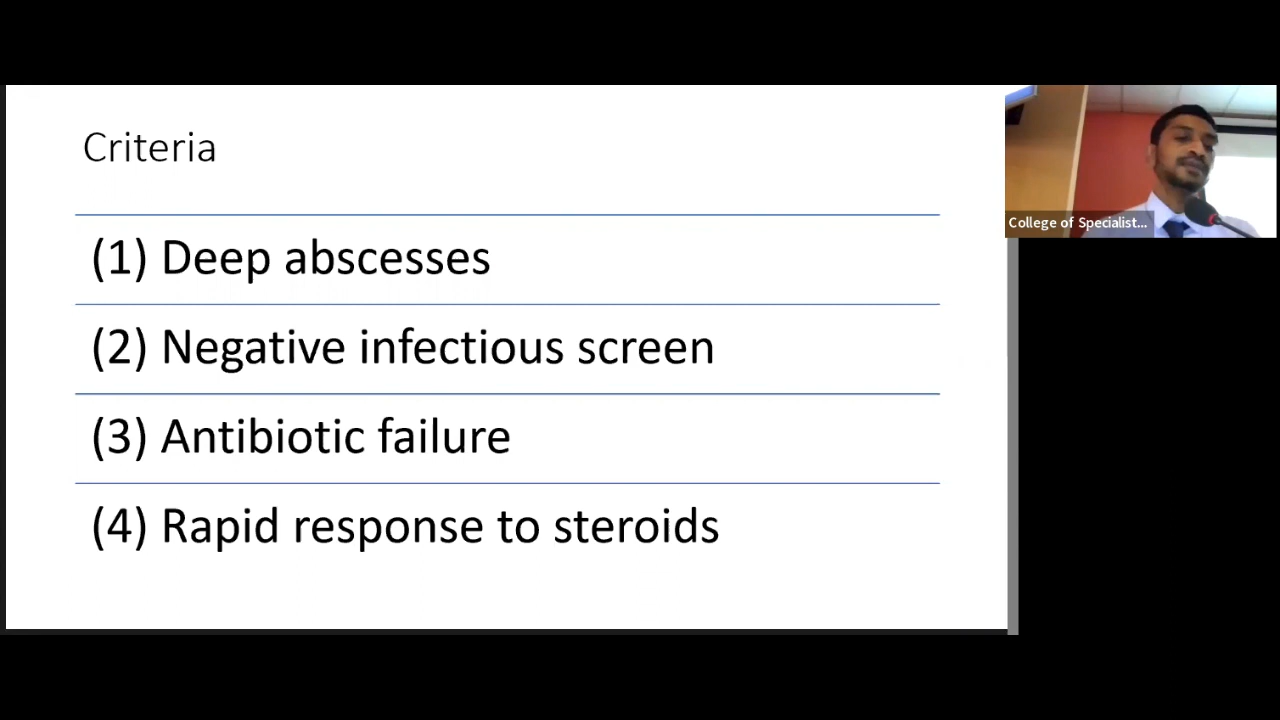 Criteria
(1) Deep abscesses
(2) Negative infectious screen
(3) Antibiotic failure
(4) Rapid response to steroids
College of Specialist...